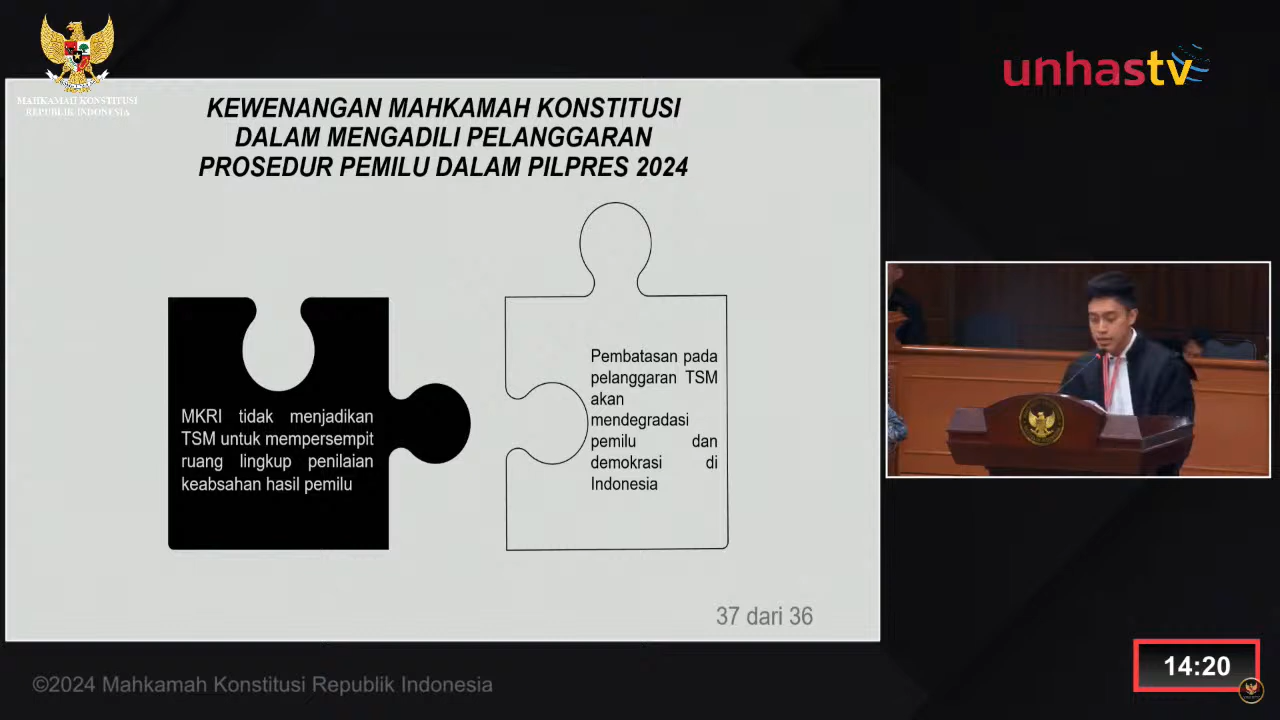 MAHKAMAH KONSTITUSI
REPUBLIK INDONESIA
unhastv
KEWENANGAN MAHKAMAH KONSTITUSI
DALAM MENGADILI PELANGGARAN
PROSEDUR PEMILU DALAM PILPRES 2024
MKRI tidak menjadikan
TSM untuk mempersempit
ruang lingkup penilaian
keabsahan hasil pemilu
Pembatasan pada
pelanggaran TSM
akan
mendegradasi
pemilu dan
demokrasi di
Indonesia
37 dari 36
14:20
©2024 Mahkamah Konstitusi Republik Indonesia